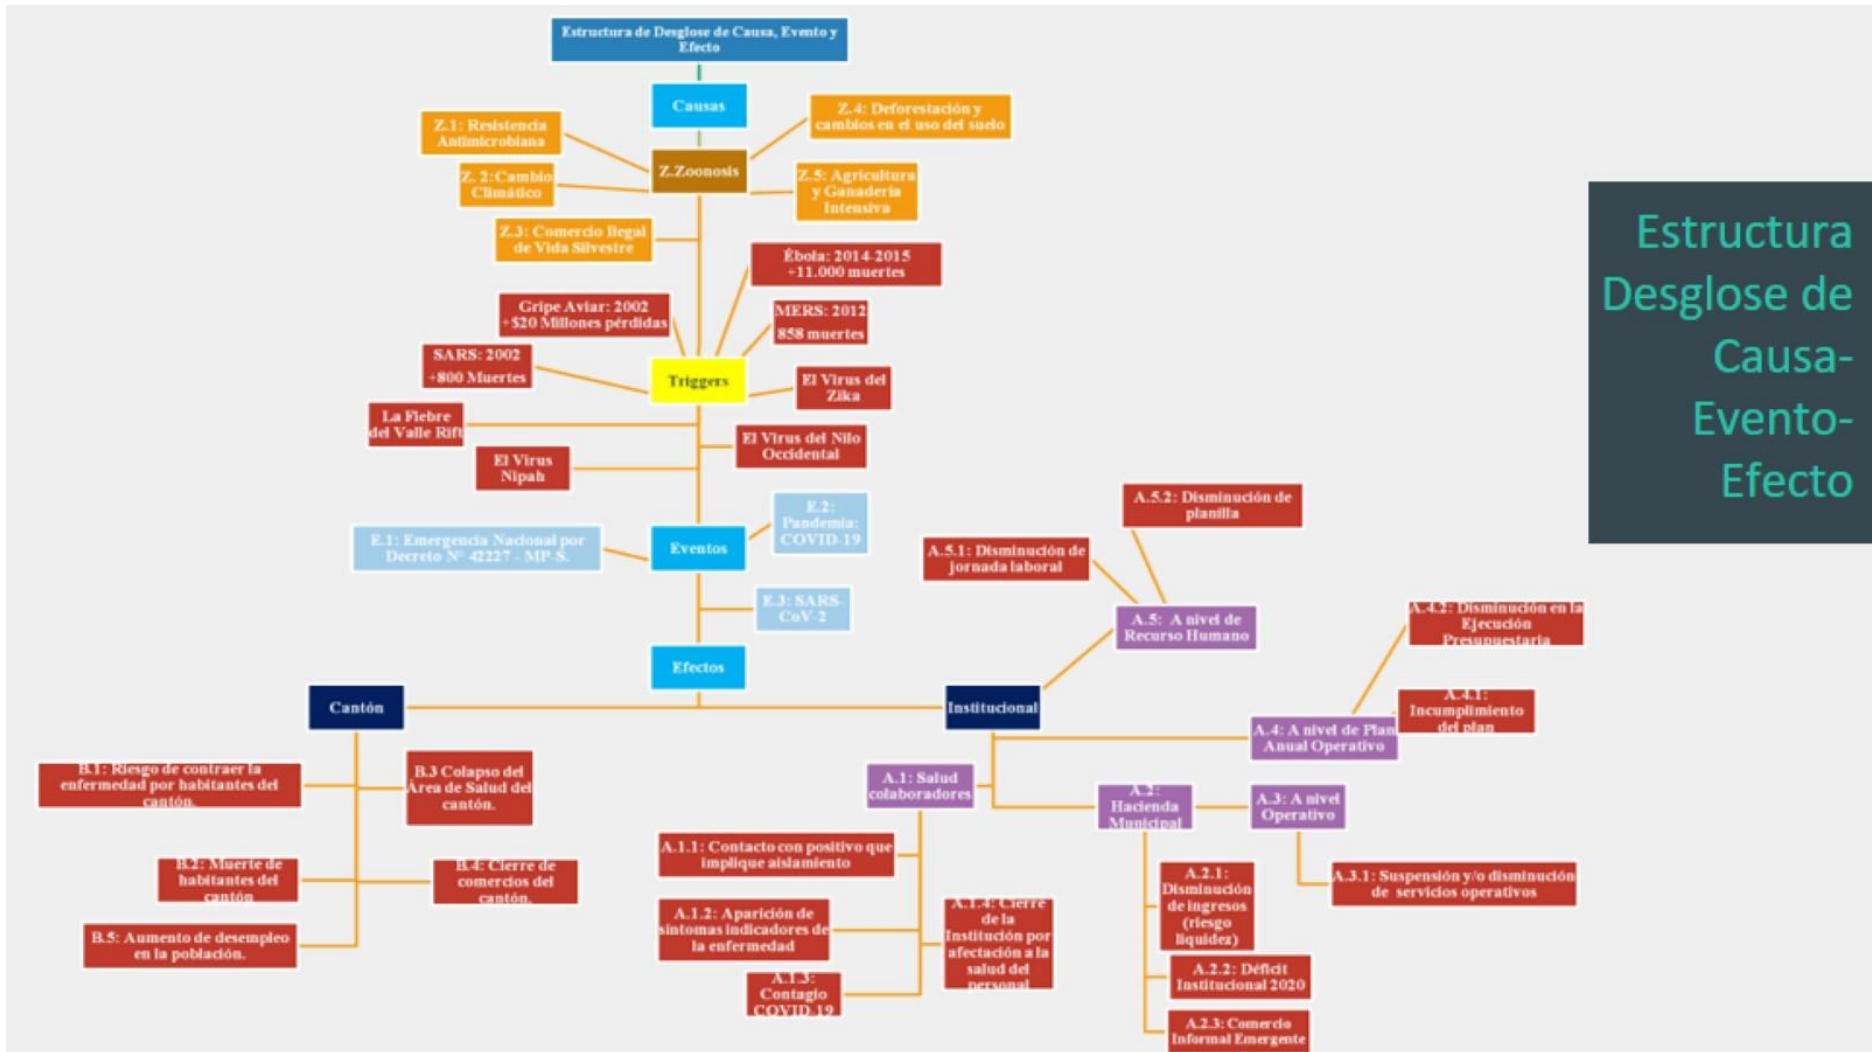 Estructura de Desglose de Causa, Evento y
Efecto
Causas
Z.1: Resistencia
Antimicrobiana
Z.4: Deforestación y
cambios en el uso del suelo
Z.Zoonosis
Z. 2:Cambio
Climático
Z.5: Agricultura
y Ganadería
Intensiva
Z.3: Comercio Ilegal
de Vida Silvestre
Ébola: 2014-2015
+11.000 muertes
Gripe Aviar: 2002
+$20 Millones pérdidas
MERS: 2012
858 muertes
SARS: 2002
+800 Muertes
Triggers
El Virus del
Zika
La Fiebre
del Valle Rift
El Virus del Nilo
Occidental
El Virus
Nipah
E.2:
Pandemia:
COVID-19
E.1: Emergencia Nacional por
Decreto N° 42227 - MP-S.
Eventos
E.3: SARS-
CoV-2
Efectos
Cantón
Institucional
B.1: Riesgo de contraer la
enfermedad por habitantes del
cantón.
B.3 Colapso del
Área de Salud del
cantón.
B.2: Muerte de
habitantes del
cantón
B.4: Cierre de
comercios del
cantón.
B.5: Aumento de desempleo
en la población.
A.5.2: Disminución de
planilla
A.5.1: Disminución de
jornada laboral
A.5: A nivel de
Recurso Humano
A.4.2: Disminución en la
Ejecución
Presupuestaria
A.4.1:
Incumplimiento
del plan
A.4: A nivel de Plan
Anual Operativo
A.1: Salud
colaboradores
A.2:
Hacienda
Municipal
A.3: A nivel
Operativo
A.1.1: Contacto con positivo que
implique aislamiento
A.1.2: Aparición de
síntomas indicadores de
la enfermedad
A.1.3:
Contagio
COVID-19
A.1.4: Cierre
de la
Institución por
afectación a la
salud del
personal
A.2.1:
Disminución
de ingresos
(riesgo
liquidez)
A.2.2: Déficit
Institucional 2020
A.2.3: Comercio
Informal Emergente
A.3.1: Suspensión y/o disminución
de servicios operativos
Estructura
Desglose de
Causa-
Evento-
Efecto